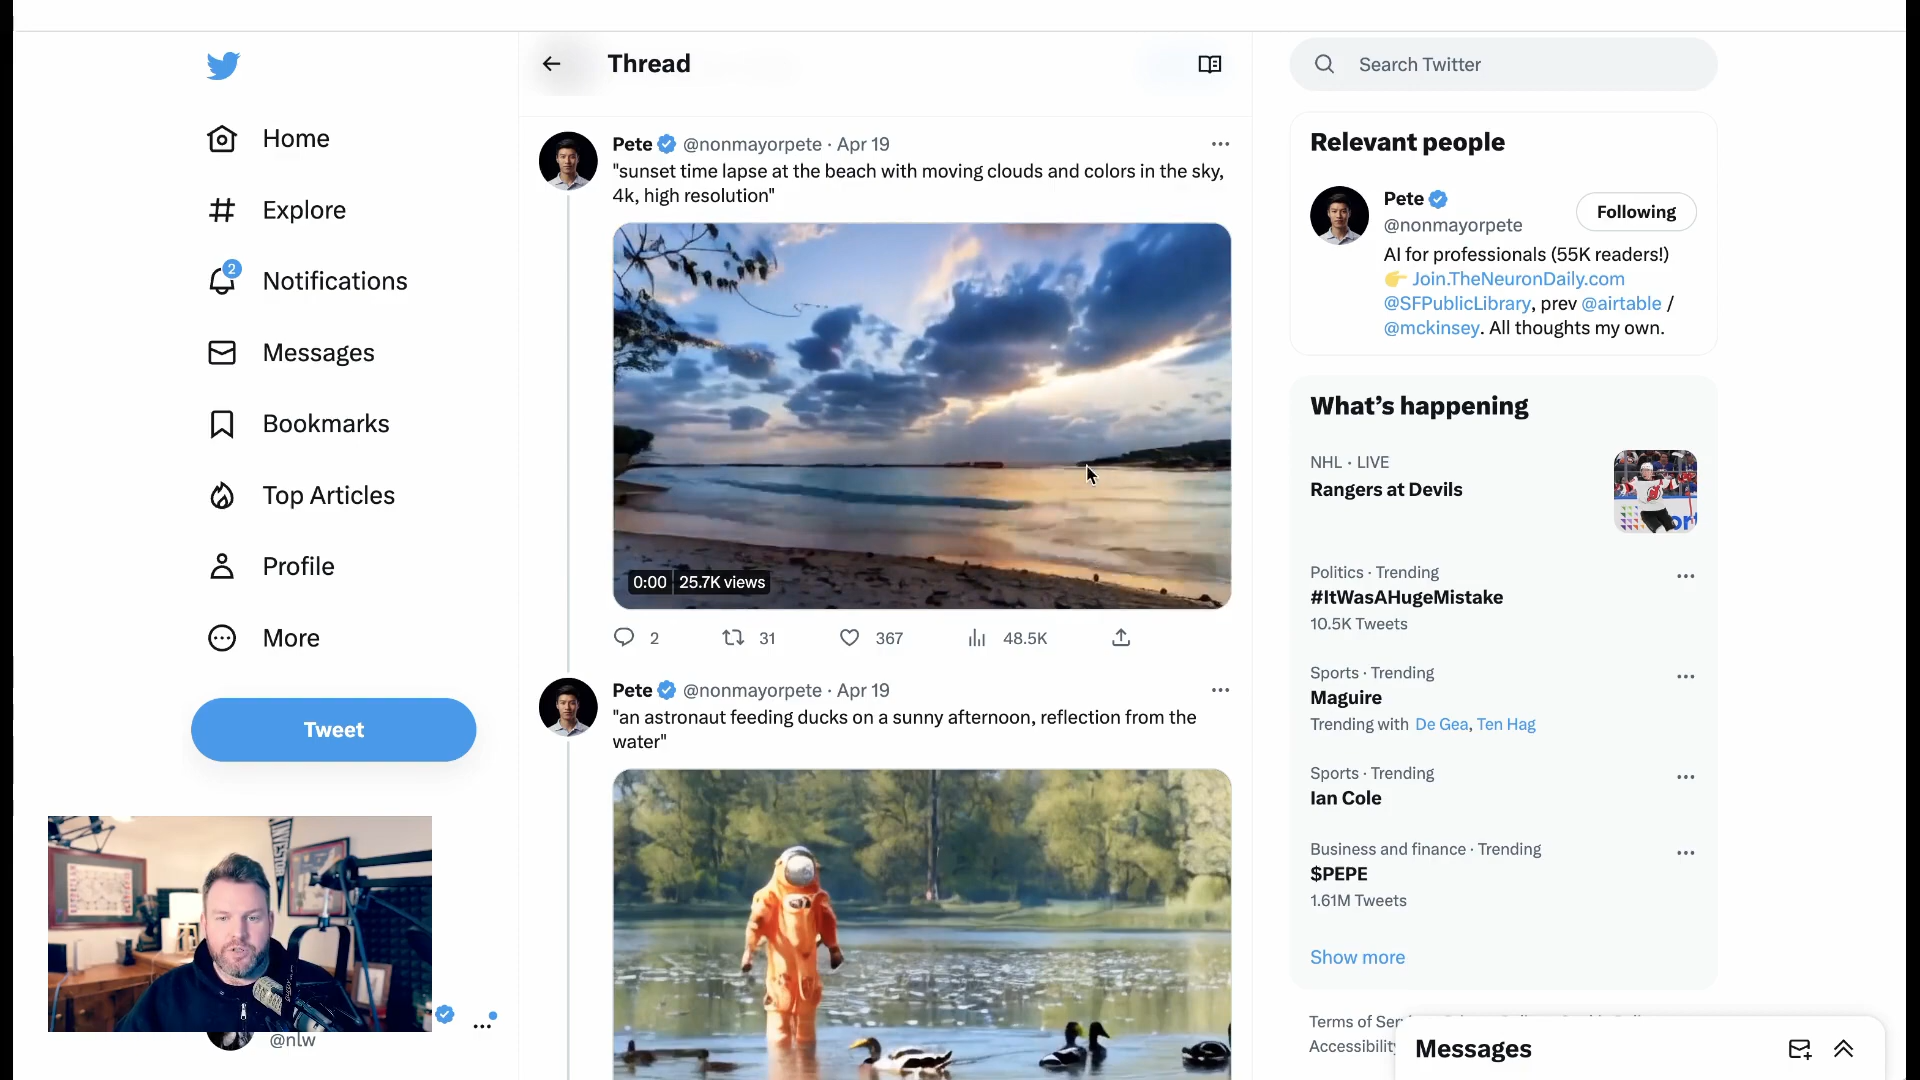 Home
Explore
2
Notifications
Messages
Bookmarks
Top Articles
Profile
More
Tweet
@nlw
Thread
Pete @nonmayorpete · Apr 19
"sunset time lapse at the beach with moving clouds and colors in the sky,
4k, high resolution"
0:00 25.7K views
2 31 367 48.5K
Pete @nonmayorpete · Apr 19
"an astronaut feeding ducks on a sunny afternoon, reflection from the
water"
Search Twitter
Relevant people
Pete
@nonmayorpete
Following
AI for professionals (55K readers!)
👉 Join.TheNeuronDaily.com
@SFPublicLibrary, prev @airtable /
@mckinsey. All thoughts my own.
What's happening
NHL · LIVE
Rangers at Devils
Politics · Trending
#ItWasAHugeMistake
10.5K Tweets
Sports · Trending
Maguire
Trending with De Gea, Ten Hag
Sports · Trending
Ian Cole
Business and finance · Trending
$PEPE
1.61M Tweets
Show more
Terms of
Messages